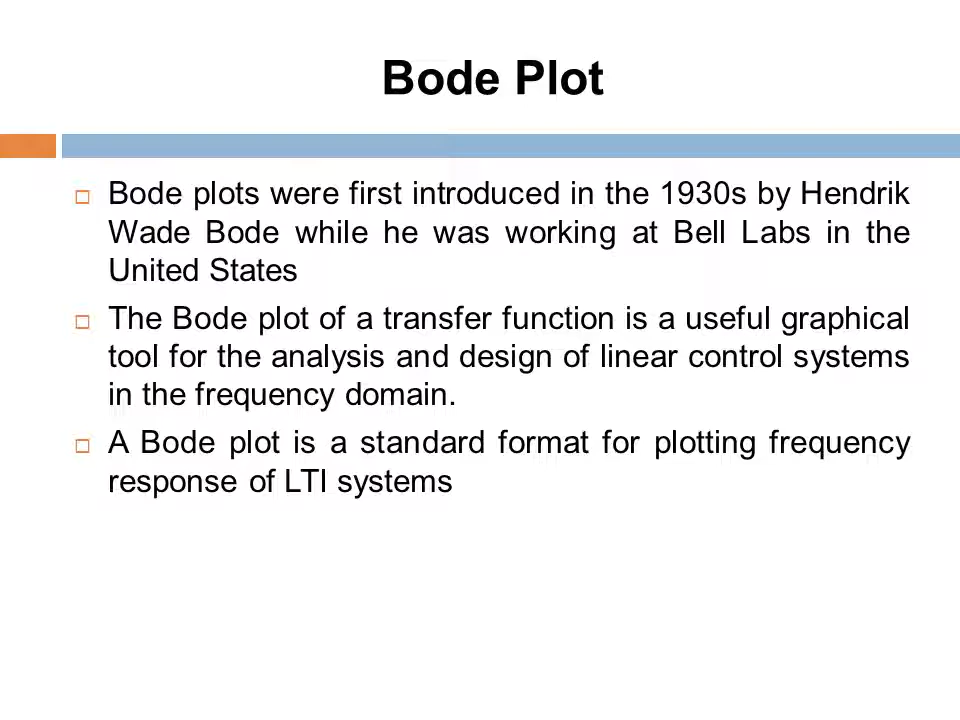 Bode Plot
Bode plots were first introduced in the 1930s by Hendrik
Wade Bode while he was working at Bell Labs in the
United States
The Bode plot of a transfer function is a useful graphical
tool for the analysis and design of linear control systems
in the frequency domain.
A Bode plot is a standard format for plotting frequency
response of LTI systems